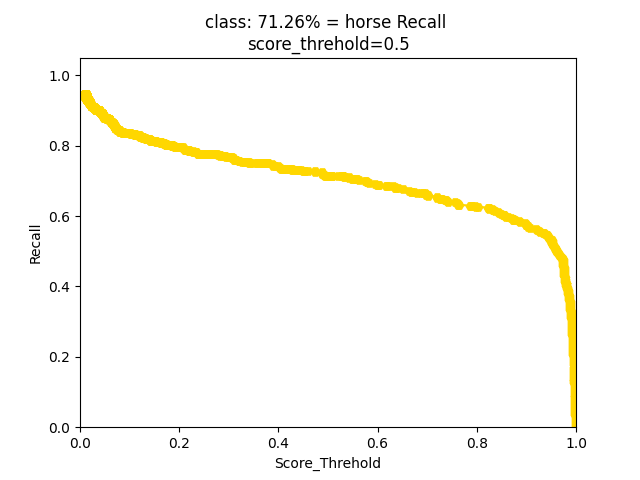 class: 71.26% = horse Recall
score_threhold=0.5
1.0
0.8
0.6
0.4
0.2
0.0
Recall
0.0 0.2 0.4 0.6 0.8 1.0
Score_Threhold